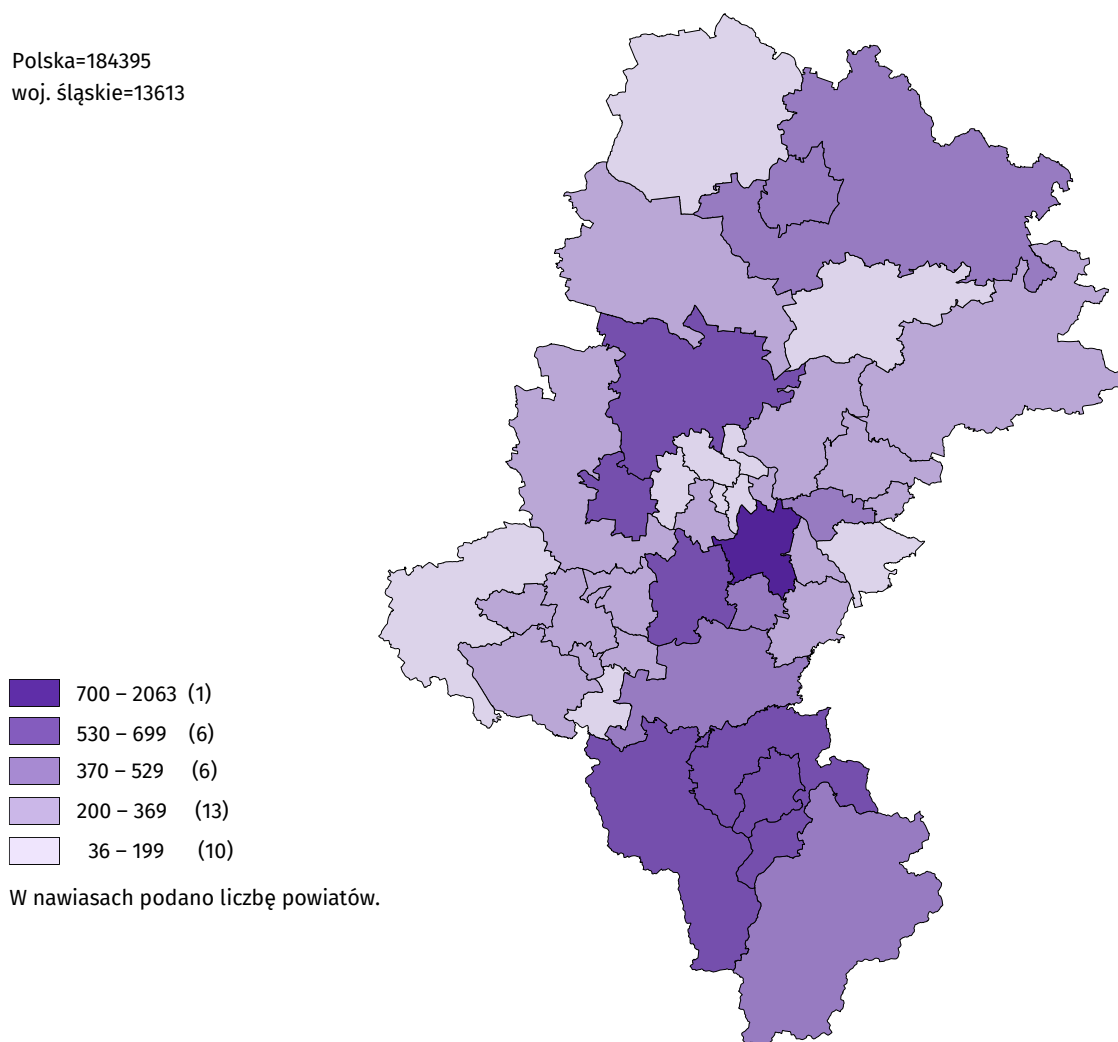 Polska=184395
woj. śląskie=13613
700 – 2063 (1)
530 – 699 (6)
370 – 529 (6)
200 – 369 (13)
36 – 199 (10)
W nawiasach podano liczbę powiatów.